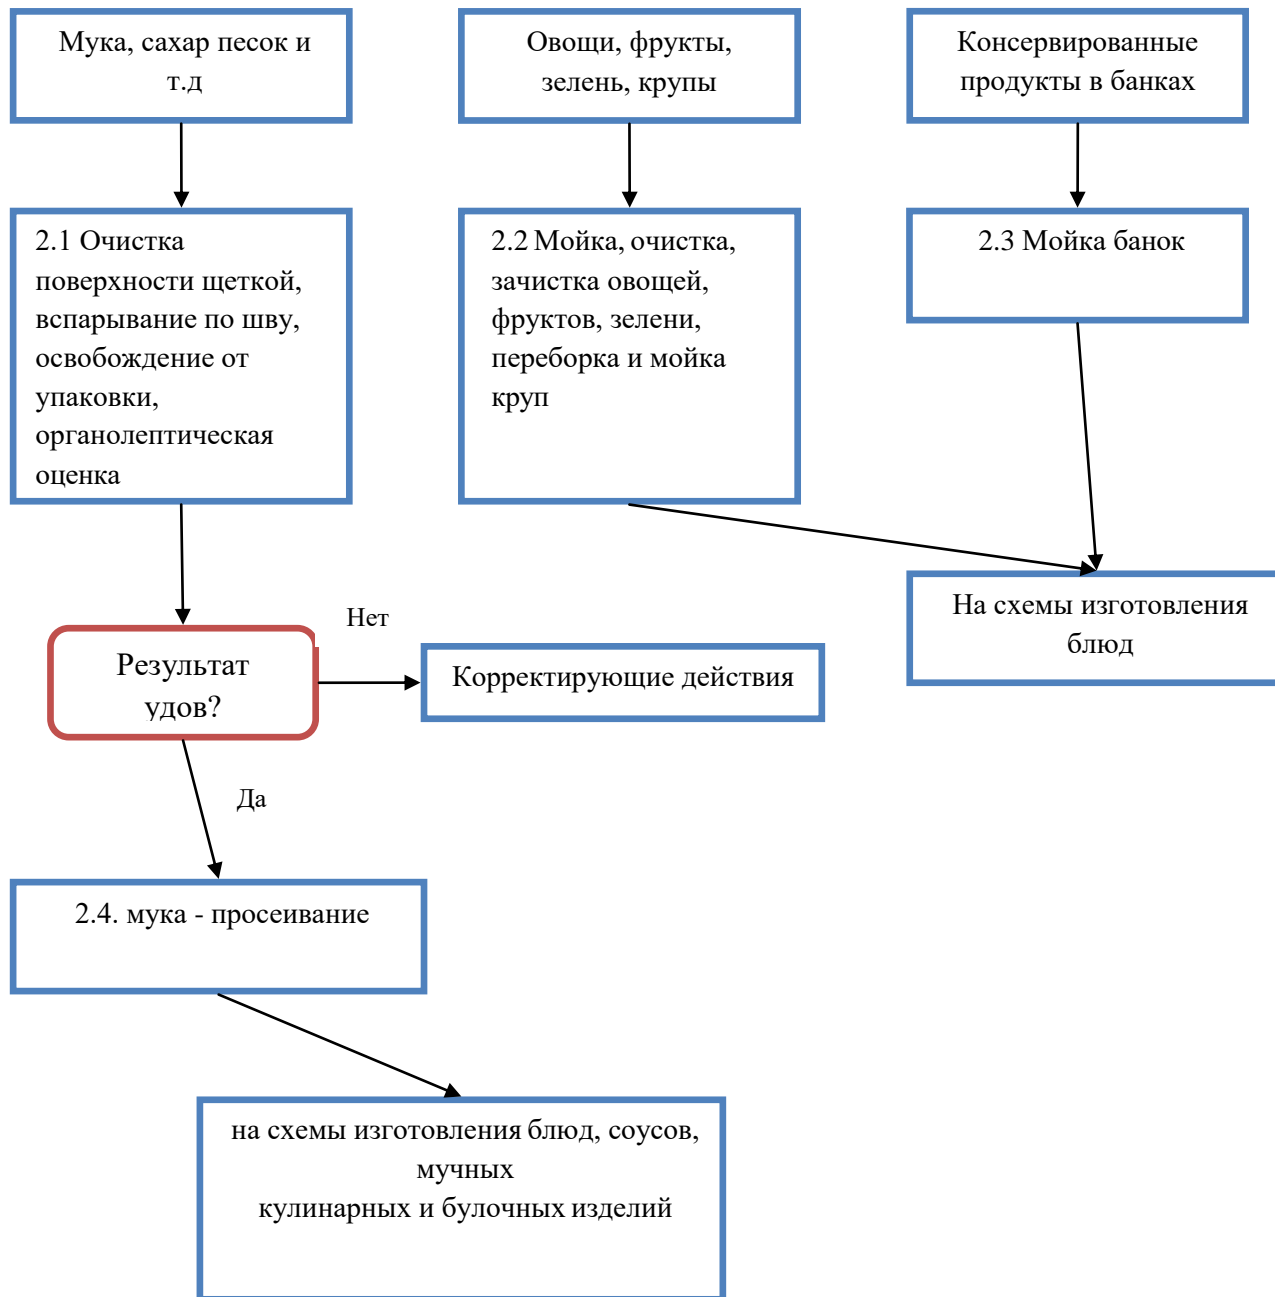 Мука, сахар песок и
т.д
Овощи, фрукты,
зелень, крупы
Консервированные
продукты в банках
2.1 Очистка
поверхности щеткой,
вспарывание по шву,
освобождение от
упаковки,
органолептическая
оценка
2.2 Мойка, очистка,
зачистка овощей,
фруктов, зелени,
переборка и мойка
круп
2.3 Мойка банок
На схемы изготовления
блюд
Нет
Результат
удов?
Корректирующие действия
Да
2.4. мука - просеивание
на схемы изготовления блюд, соусов,
мучных
кулинарных и булочных изделий